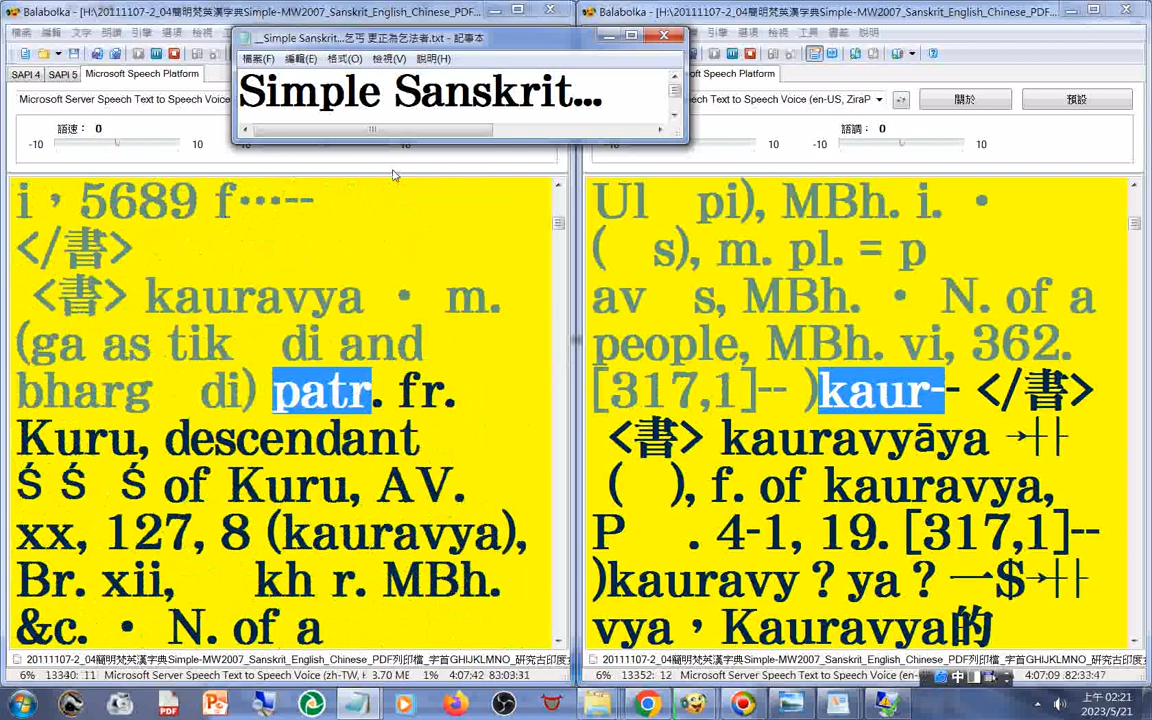 Balabolka - [H:\20111107-2_04簡明梵英漢字典Simple-MW2007_Sanskrit_English_Chinese_PDF...
Balabolka - [H:\20111107-2_04簡明梵英漢字典Simple-MW2007_Sanskrit_English_Chinese_PDF...
__Simple Sanskrit...乞丐 更正為乞法者.txt - 記事本
檔案(F) 編輯(E) 格式(O) 檢視(V) 說明(H)
Simple Sanskrit...
SAPI 4 SAPI 5 Microsoft Speech Platform
Speech Platform
Microsoft Server Speech Text to Speech Voice
ects Text to Speech Voice (en-US, ZiraP
關於 預設
語速： 0
語調： 0
-10 10 -10
10 -10 10
i，5689 f…--
</書>
<書> kauravya • m.
(ga as tik di and
bharg di) patr. fr.
Kuru, descendant
Ś Ś Ś of Kuru, AV.
xx, 127, 8 (kauravya),
Br. xii, kh r. MBh.
&c. • N. of a
Ul pi), MBh. i. •
( s), m. pl. = p
av s, MBh. • N. of a
people, MBh. vi, 362.
[317,1]-- )kaur-- </書>
<書> kauravyāya
( ), f. of kauravya,
P . 4-1, 19. [317,1]--
)kauravy？ya？一$
vya，Kauravya的
20111107-2_04簡明梵英漢字典Simple-MW2007_Sanskrit_English_Chinese_PDF列印檔_字首GHIJKLMNO_研究古印度
20111107-2_04簡明梵英漢字典Simple-MW2007_Sanskrit_English_Chinese_PDF列印檔_字首GHIJKLMNO_研究古印度
6% 13340: 11 Microsoft Server Speech Text to Speech Voice (zh-TW, 3.70 ME 1% 4:07:42 83:03:31
6% 13352: 12 Microsoft Server Speech Text to Speech Voice 4:07:09 82:33:47
中
PDF
上午 02:21
2023/5/21